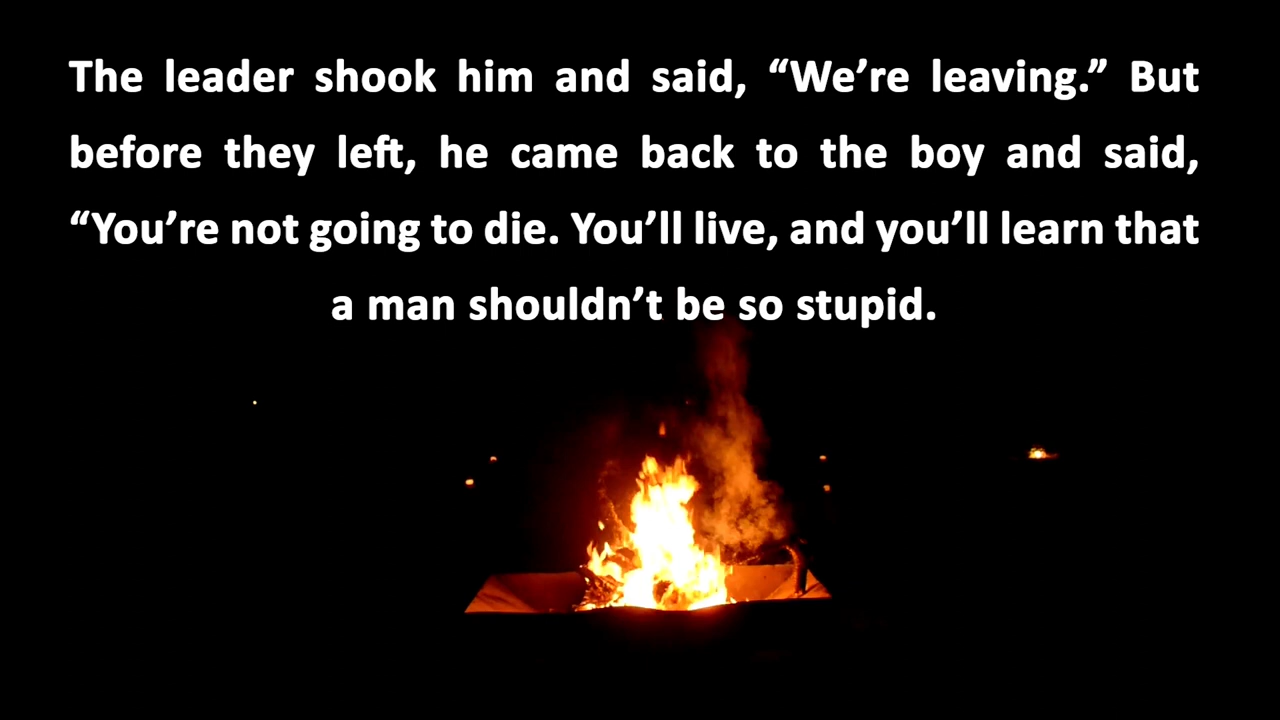 The leader shook him and said, “We’re leaving.” But
before they left, he came back to the boy and said,
“You’re not going to die. You’ll live, and you’ll learn that
a man shouldn’t be so stupid.